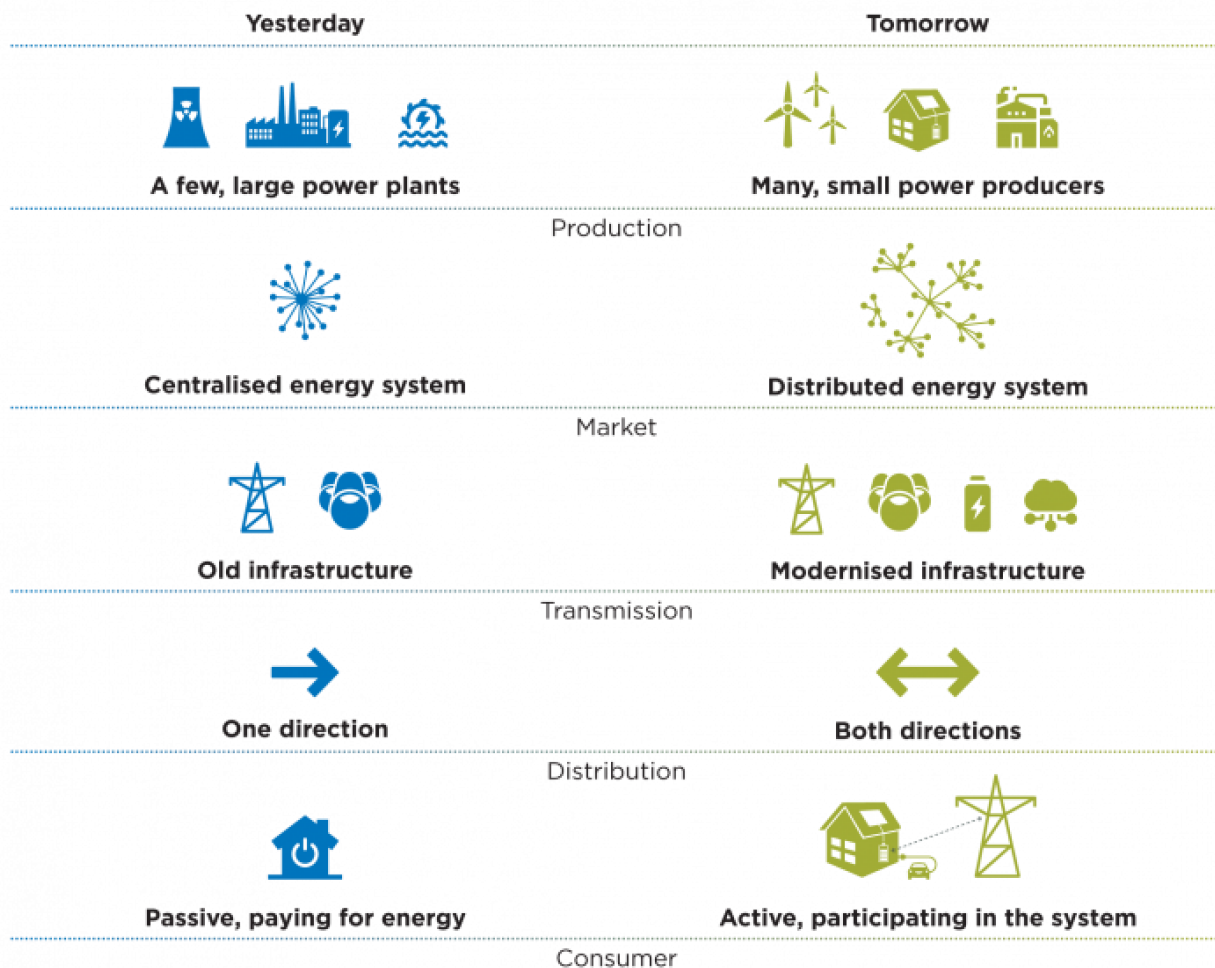 Yesterday
Tomorrow
A few, large power plants
Many, small power producers
Production
Centralised energy system
Distributed energy system
Market
Old infrastructure
Modernised infrastructure
Transmission
One direction
Both directions
Distribution
Passive, paying for energy
Active, participating in the system
Consumer